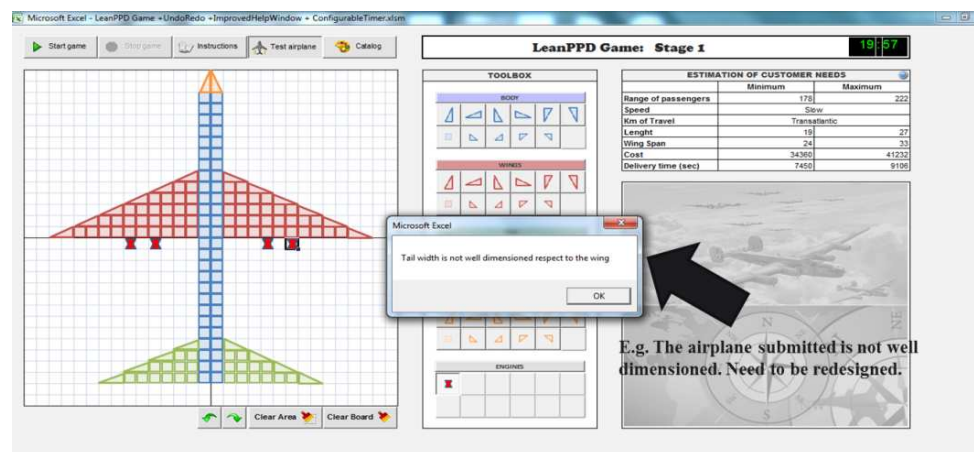 Microsoft Excel - LeanPPD Game +UndoRedo +ImprovedHelpWindow + ConfigurableTimer.xlsm
Start game
Stop game
Instructions
Test airplane
Catalog
LeanPPD Game: Stage 1
19:57
TOOLBOX
BODY
WINGS
ENGINES
ESTIMATION OF CUSTOMER NEEDS
Minimum Maximum
Range of passengers 178 222
Speed Slow
Km of Travel Transatlantic
Lenght 19 27
Wing Span 24 33
Cost 34360 41232
Delivery time (sec) 7450 9106
Microsoft Excel
Tail width is not well dimensioned respect to the wing
OK
N
S
E.g. The airplane submitted is not well
dimensioned. Need to be redesigned.
Clear Area
Clear Board